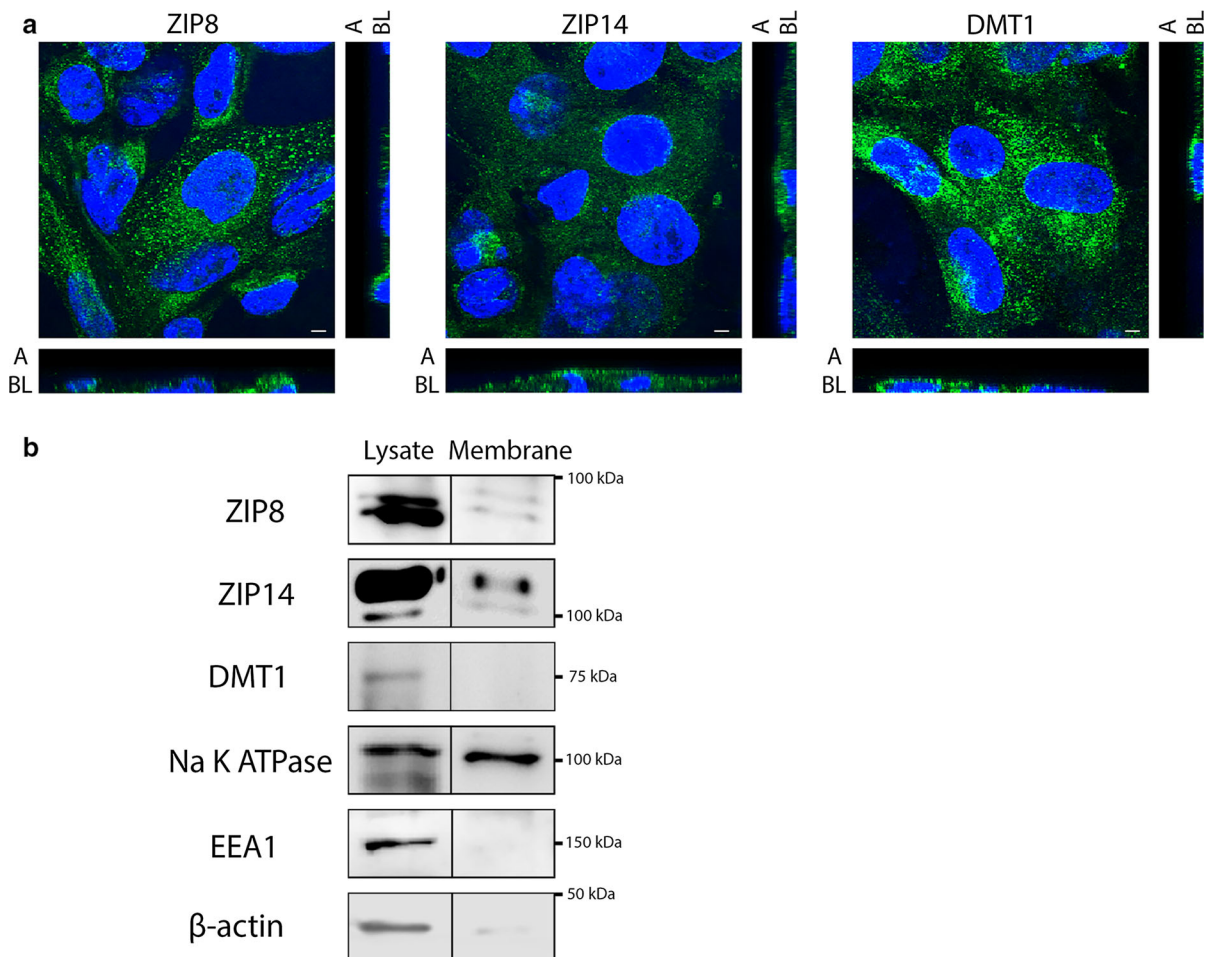 a
ZIP8
A
BL
ZIP14
A
BL
DMT1
A
BL
A
BL
A
BL
A
BL
b
Lysate
Membrane
ZIP8
100 kDa
ZIP14
100 kDa
DMT1
75 kDa
Na K ATPase
100 kDa
EEA1
150 kDa
50 kDa
β-actin